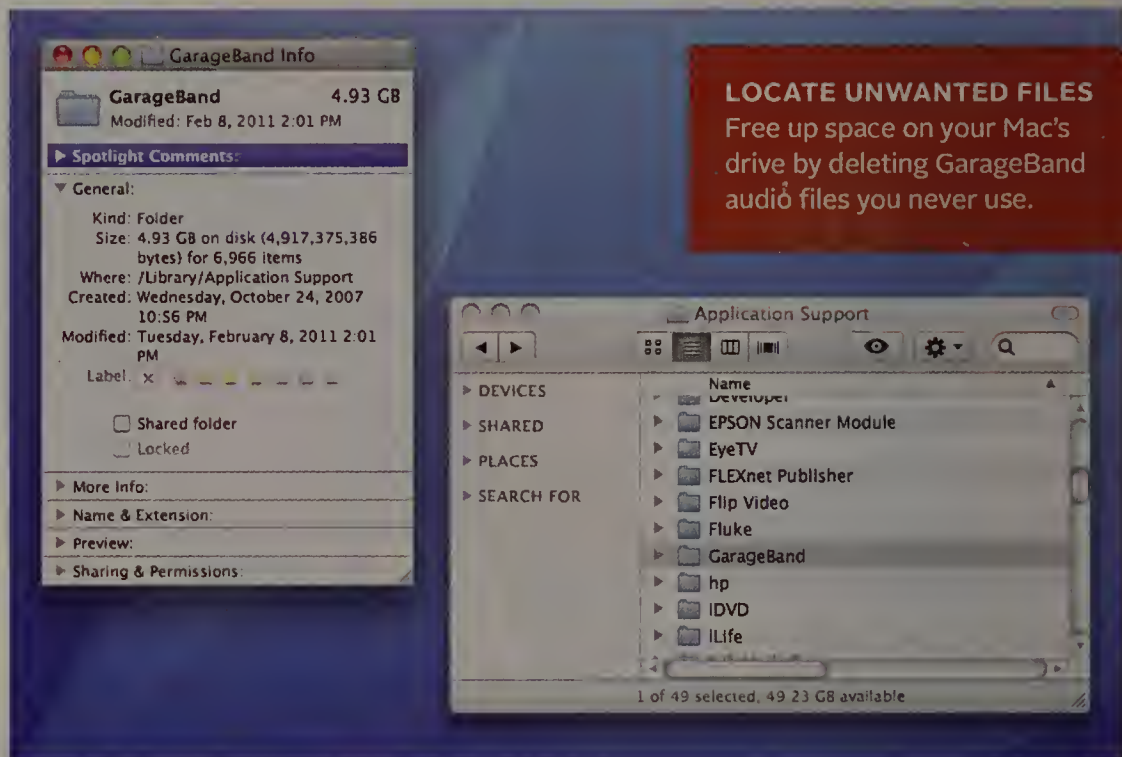 GarageBand Info
GarageBand 4.93 GB
Modified: Feb 8, 2011 2:01 PM
Spotlight Comments:
General:
Kind: Folder
Size: 4.93 GB on disk (4,917,375,386
bytes) for 6,966 items
Where: /Library/Application Support
Created: Wednesday, October 24, 2007
10:56 PM
Modified: Tuesday, February 8, 2011 2:01
PM
Label: x
Shared folder
Locked
More Info:
Name & Extension:
Preview:
Sharing & Permissions:
LOCATE UNWANTED FILES
Free up space on your Mac's
drive by deleting GarageBand
audio files you never use.
Application Support
DEVICES
SHARED
PLACES
SEARCH FOR
Name
Developer
EPSON Scanner Module
EyeTV
FLEXnet Publisher
Flip Video
Fluke
GarageBand
hp
iDVD
iLife
1 of 49 selected, 49.23 GB available